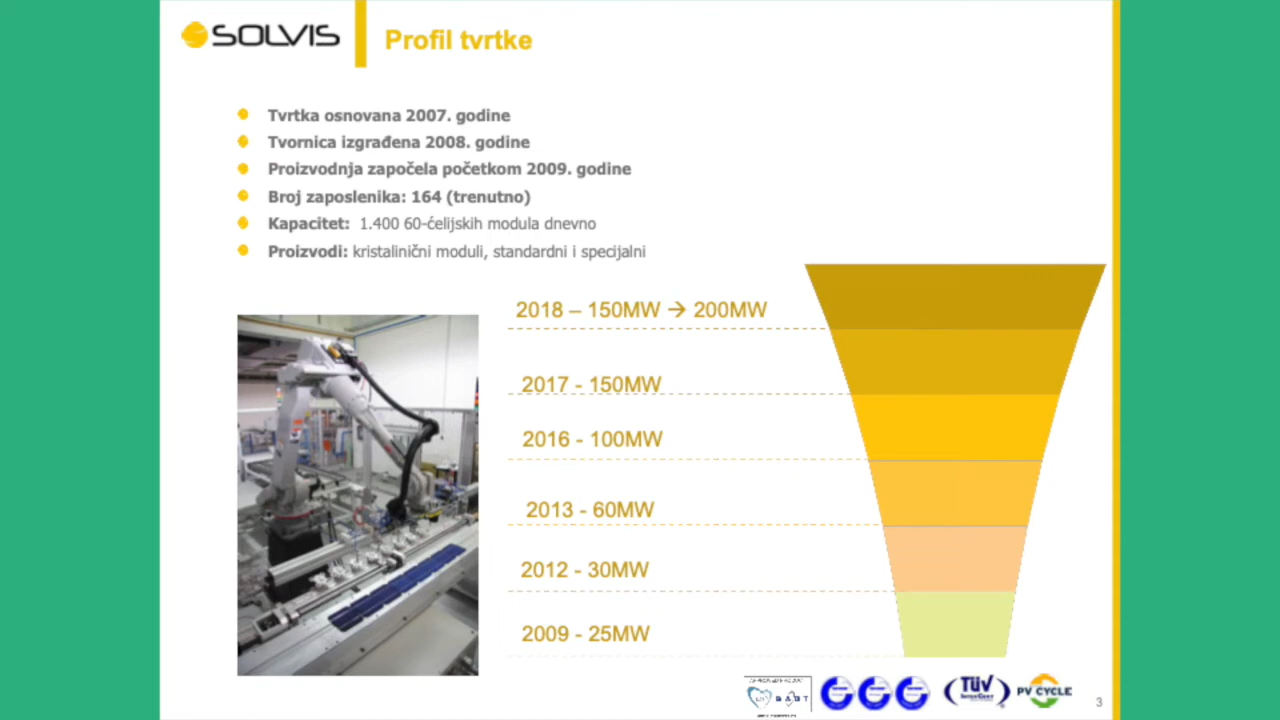 SOLVIS
Profil tvrtke
Tvrtka osnovana 2007. godine
Tvornica izgrađena 2008. godine
Proizvodnja započela početkom 2009. godine
Broj zaposlenika: 164 (trenutno)
Kapacitet: 1.400 60-ćelijskih modula dnevno
Proizvodi: kristalinični moduli, standardni i specijalni
2018 – 150MW → 200MW
2017 - 150MW
2016 - 100MW
2013 - 60MW
2012 - 30MW
2009 - 25MW
TÜV
PV CYCLE
3